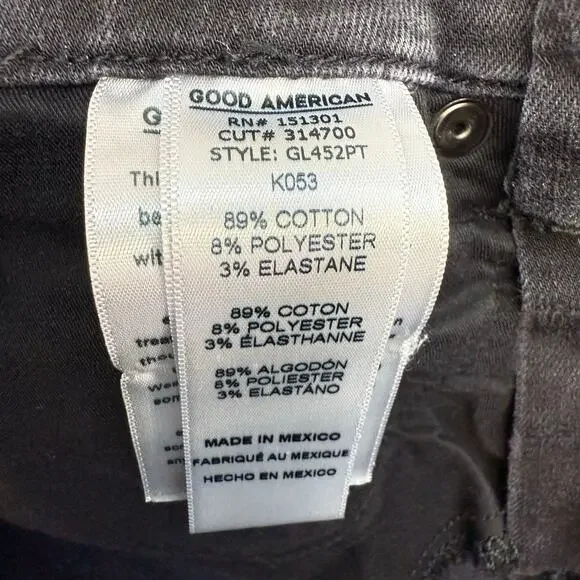 GOOD AMERICAN
RN# 151301
CUT# 314700
STYLE: GL452PT
K053
89% COTTON
8% POLYESTER
3% ELASTANE
89% COTON
8% POLYESTER
3% ÉLASTHANNE
89% ALGODÓN
8% POLIESTER
3% ELASTÁNO
MADE IN MEXICO
FABRIQUÉ AU MEXIQUE
HECHO EN MEXICO